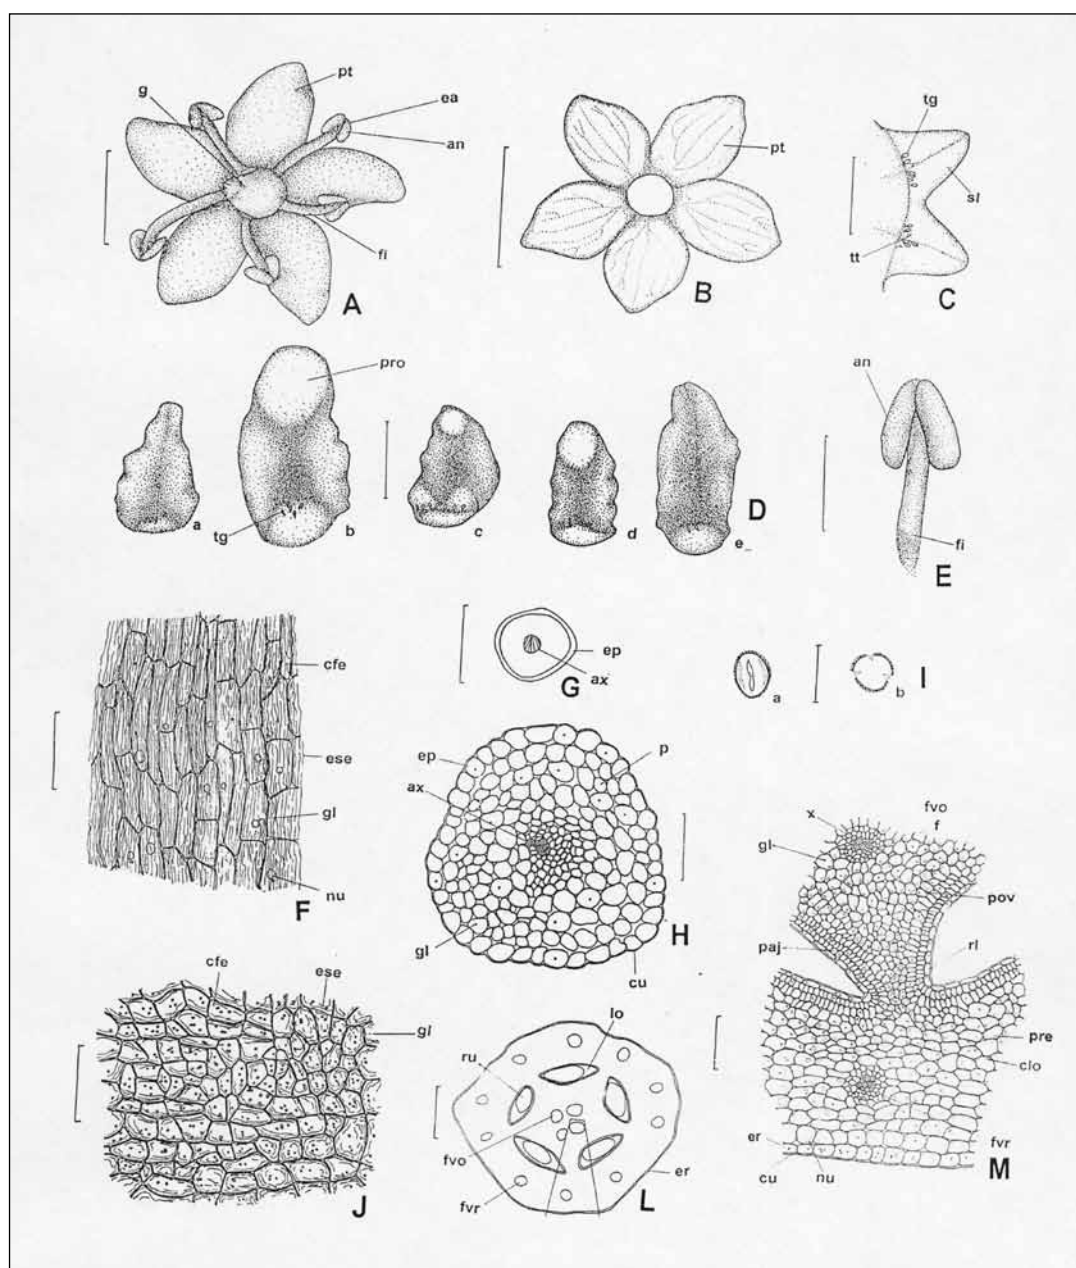 g
pt
ea
an
fi
A
pt
B
tg
sl
tt
C
pro
a
tg
b
c
d
e
D
an
fi
E
cfe
ese
gl
nu
F
ep
ax
G
a
b
I
ep
p
ax
gl
cu
H
x
fvo
f
gl
pov
paj
rl
pre
clo
er
fvr
cu
nu
M
cfe
ese
gl
J
lo
ru
fvo
er
fvr
L